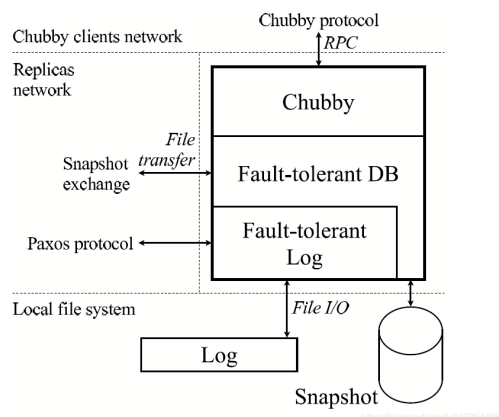 Chubby protocol
Chubby clients network
RPC
Replicas
network
Chubby
File
transfer
Snapshot
exchange
Fault-tolerant DB
Paxos protocol
Fault-tolerant
Log
Local file system
File I/O
Log
Snapshot